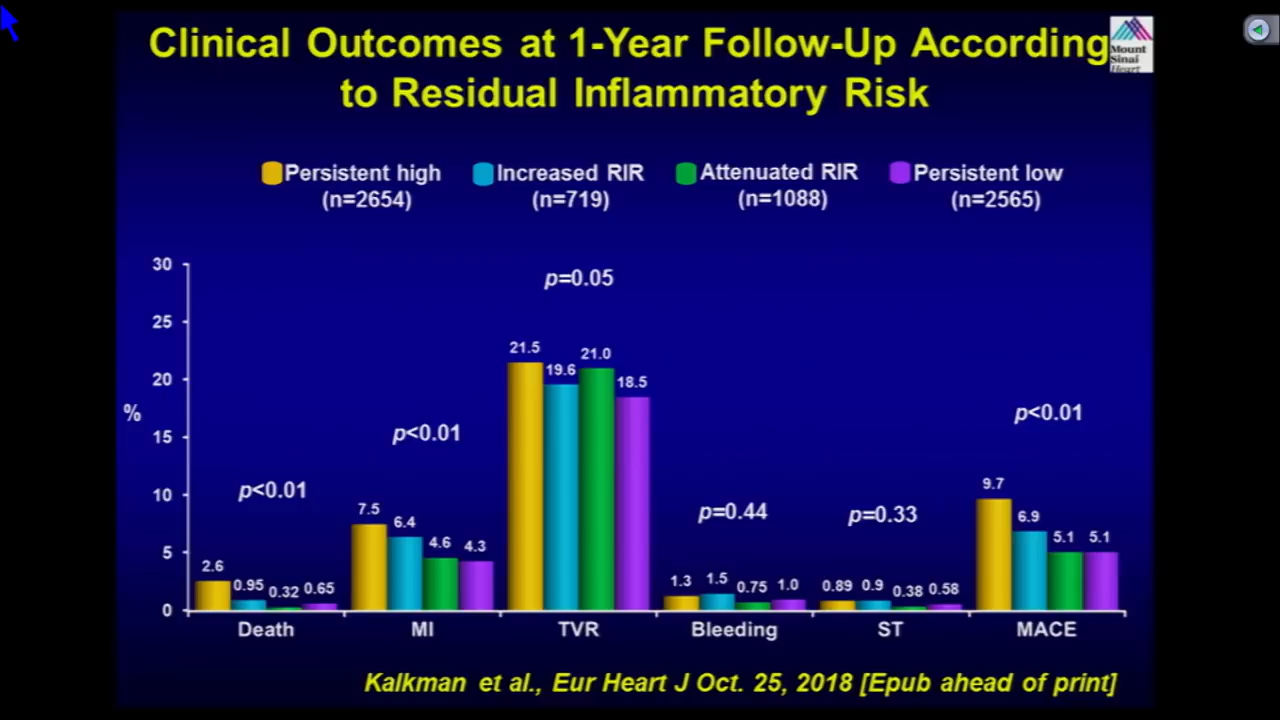 Clinical Outcomes at 1-Year Follow-Up According
to Residual Inflammatory Risk
Mount
Sinai
Heart
Persistent high
(n=2654)
Increased RIR
(n=719)
Attenuated RIR
(n=1088)
Persistent low
(n=2565)
30
25
20
15
10
5
0
%
p<0.01
2.6
0.95
0.32
0.65
Death
p<0.01
7.5
6.4
4.6
4.3
MI
p=0.05
21.5
19.6
21.0
18.5
TVR
p=0.44
1.3
1.5
0.75
1.0
Bleeding
p=0.33
0.89
0.9
0.38
0.58
ST
p<0.01
9.7
6.9
5.1
5.1
MACE
Kalkman et al., Eur Heart J Oct. 25, 2018 [Epub ahead of print]